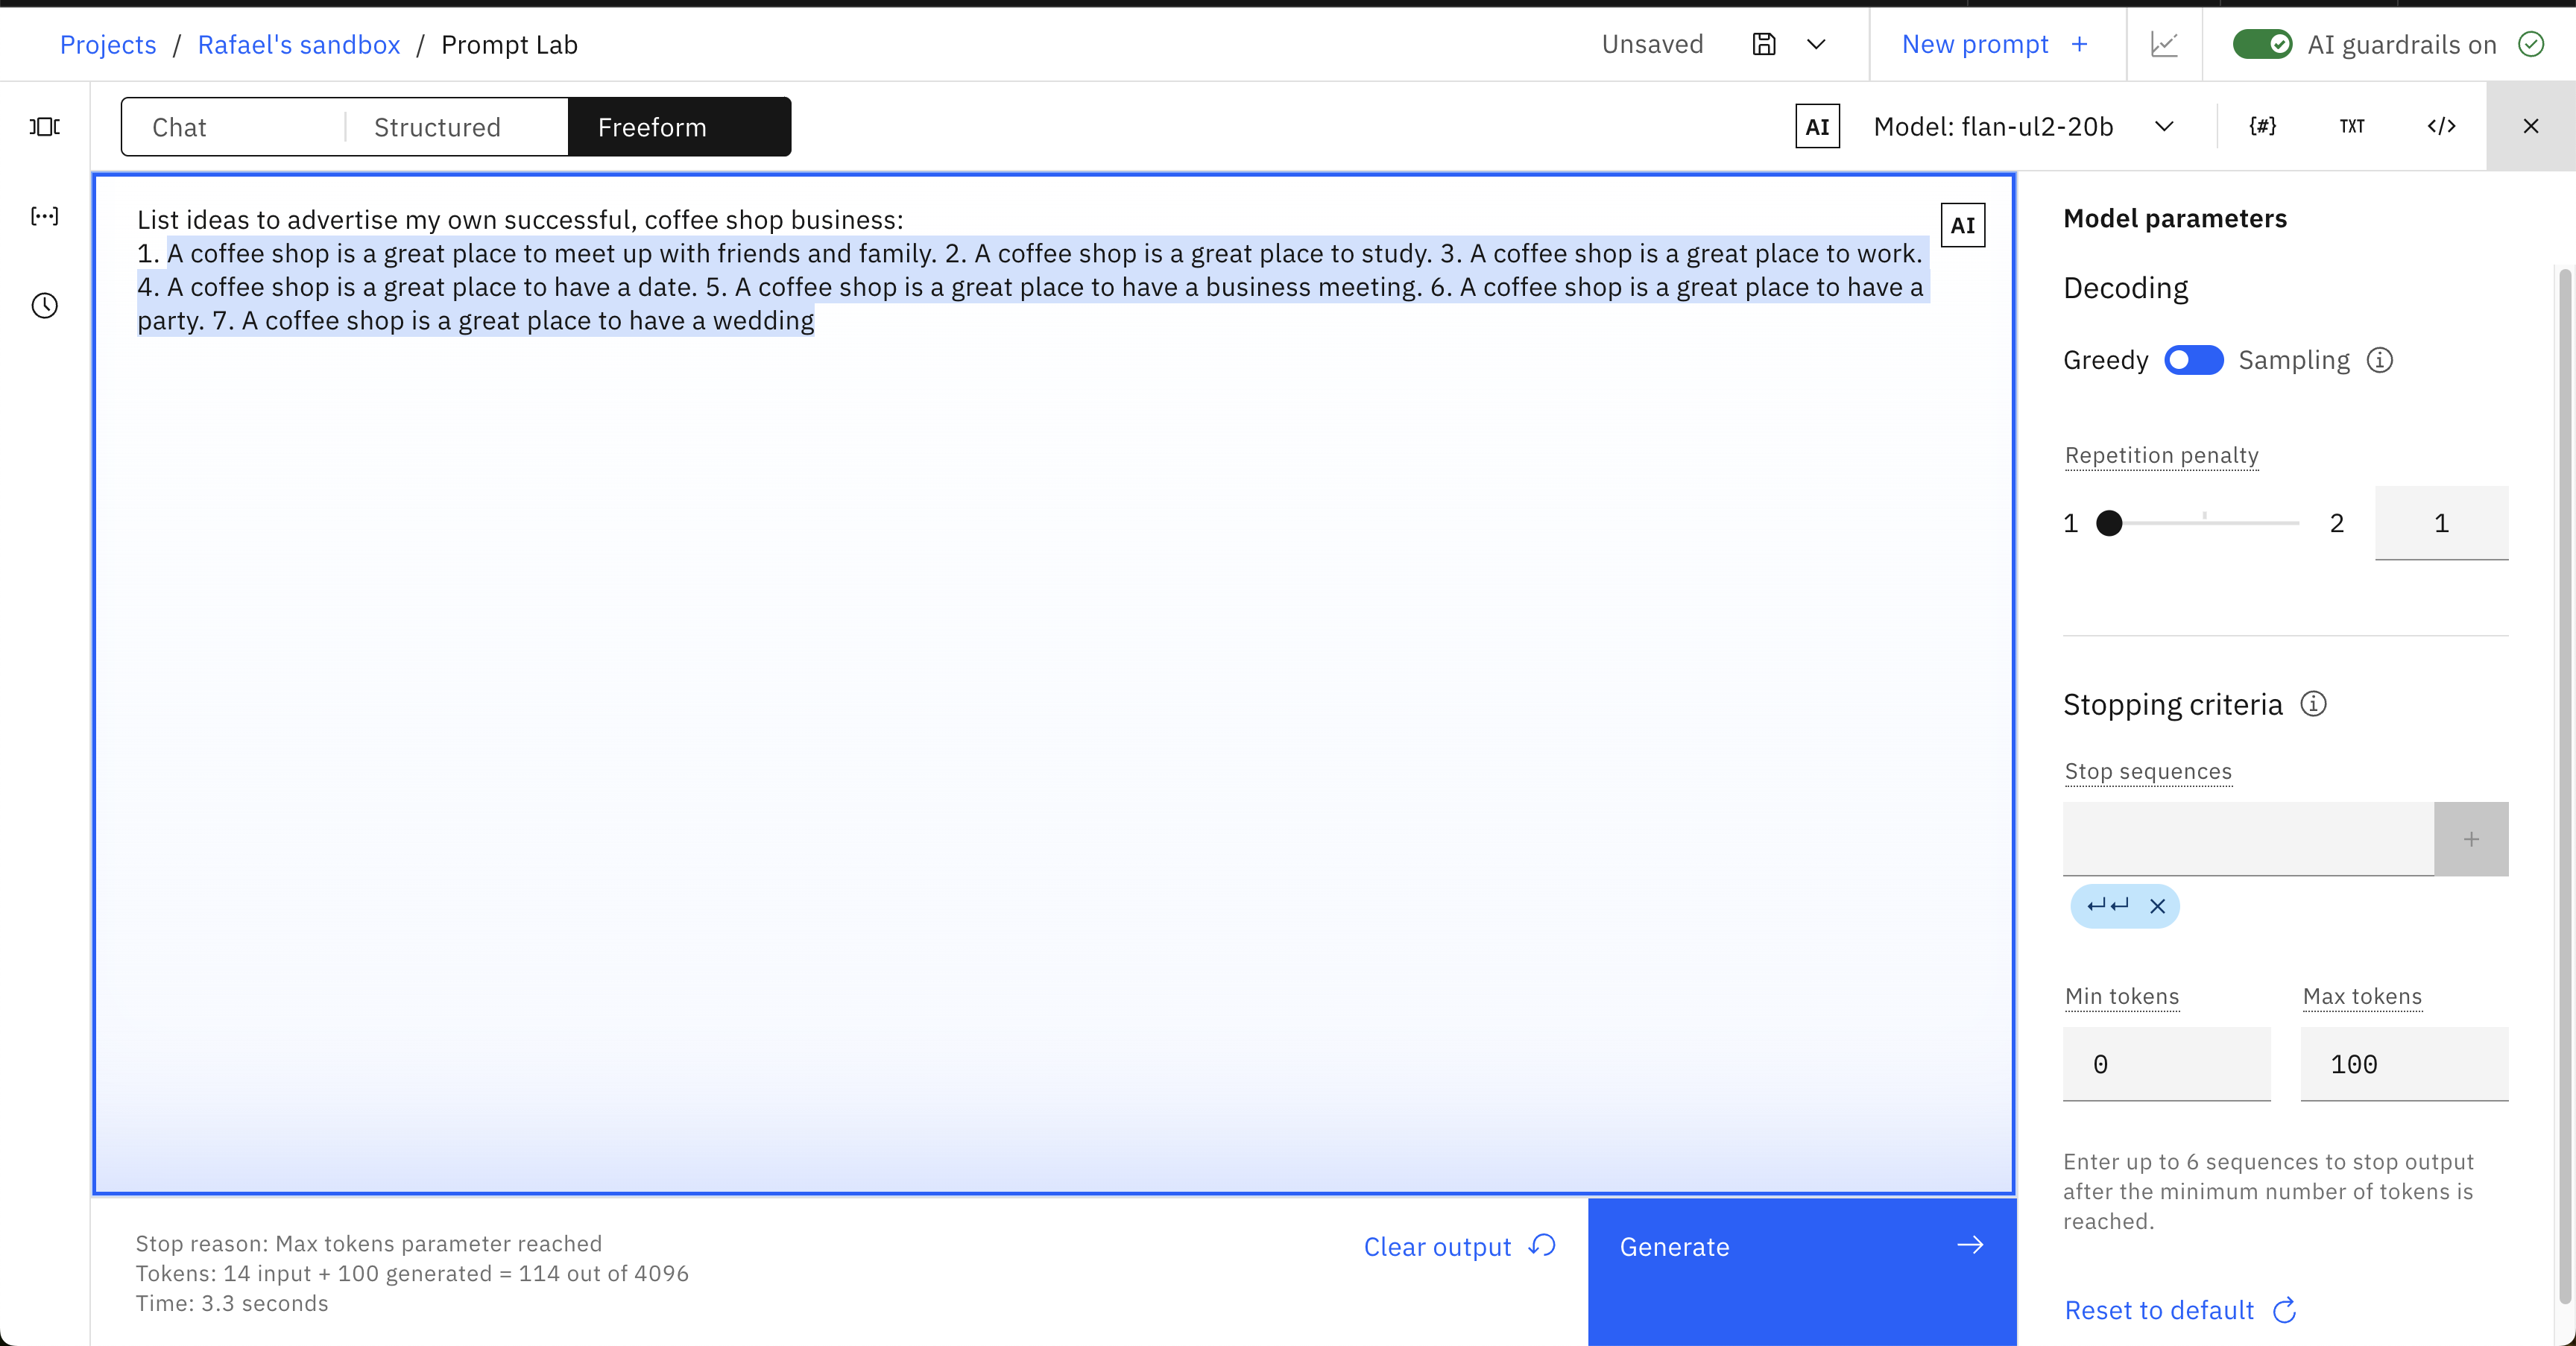 Projects / Rafael's sandbox / Prompt Lab
Unsaved
New prompt +
AI guardrails on
Chat
Structured
Freeform
AI
Model: flan-ul2-20b
{#}
TXT
</>
List ideas to advertise my own successful, coffee shop business:
AI
1. A coffee shop is a great place to meet up with friends and family. 2. A coffee shop is a great place to study. 3. A coffee shop is a great place to work.
4. A coffee shop is a great place to have a date. 5. A coffee shop is a great place to have a business meeting. 6. A coffee shop is a great place to have a
party. 7. A coffee shop is a great place to have a wedding
Stop reason: Max tokens parameter reached
Tokens: 14 input + 100 generated = 114 out of 4096
Time: 3.3 seconds
Clear output
Generate
Model parameters
Decoding
Greedy
Sampling
Repetition penalty
1
2
1
Stopping criteria
Stop sequences
Min tokens
Max tokens
0
100
Enter up to 6 sequences to stop output
after the minimum number of tokens is
reached.
Reset to default